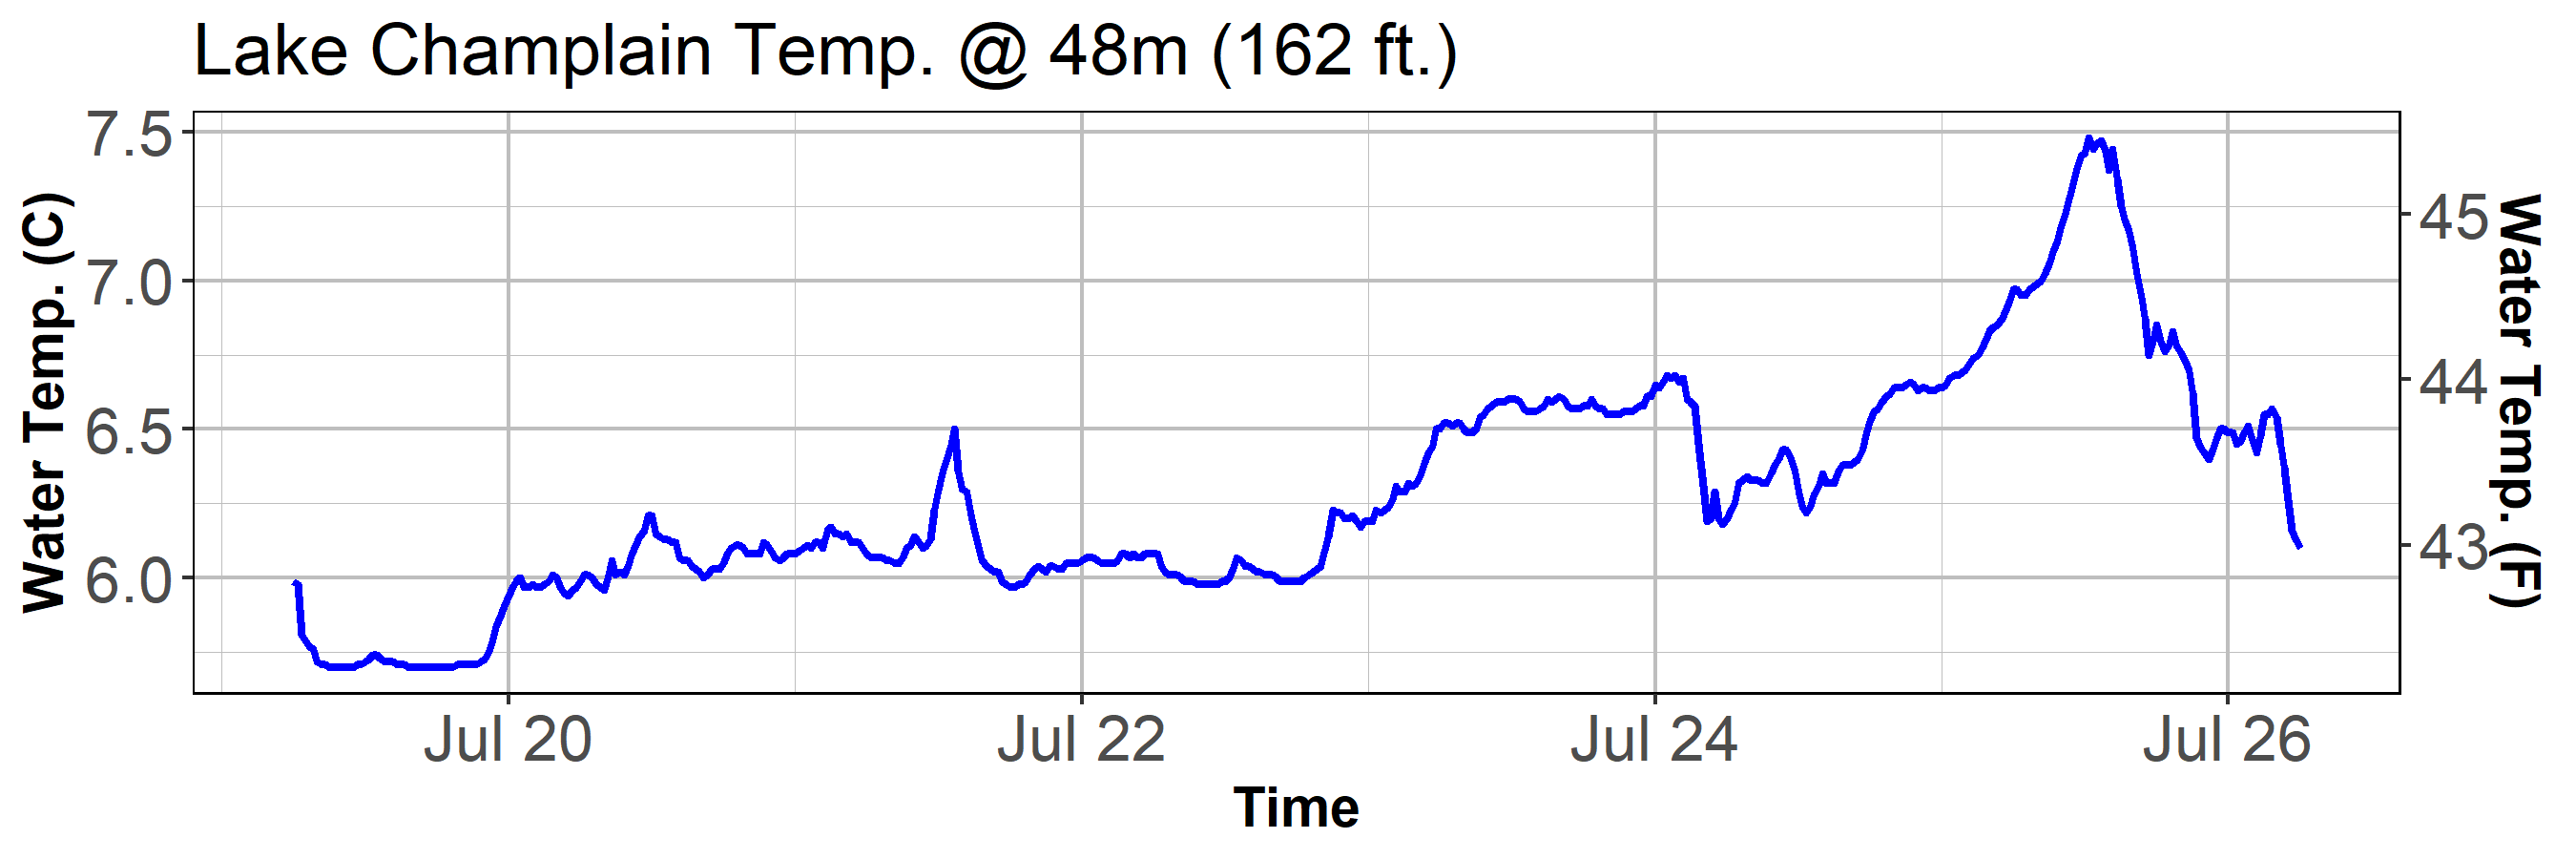 Lake Champlain Temp. @ 48m (162 ft.)
Water Temp. (C)
7.5
7.0
6.5
6.0
45
44
43
Water Temp. (F)
Jul 20 Jul 22 Jul 24 Jul 26
Time